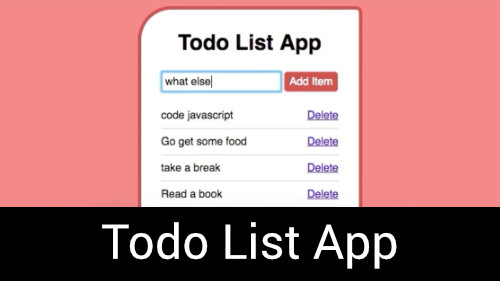 Todo List App
what else Add Item
code javascript Delete
Go get some food Delete
take a break Delete
Read a book Delete
Todo List App